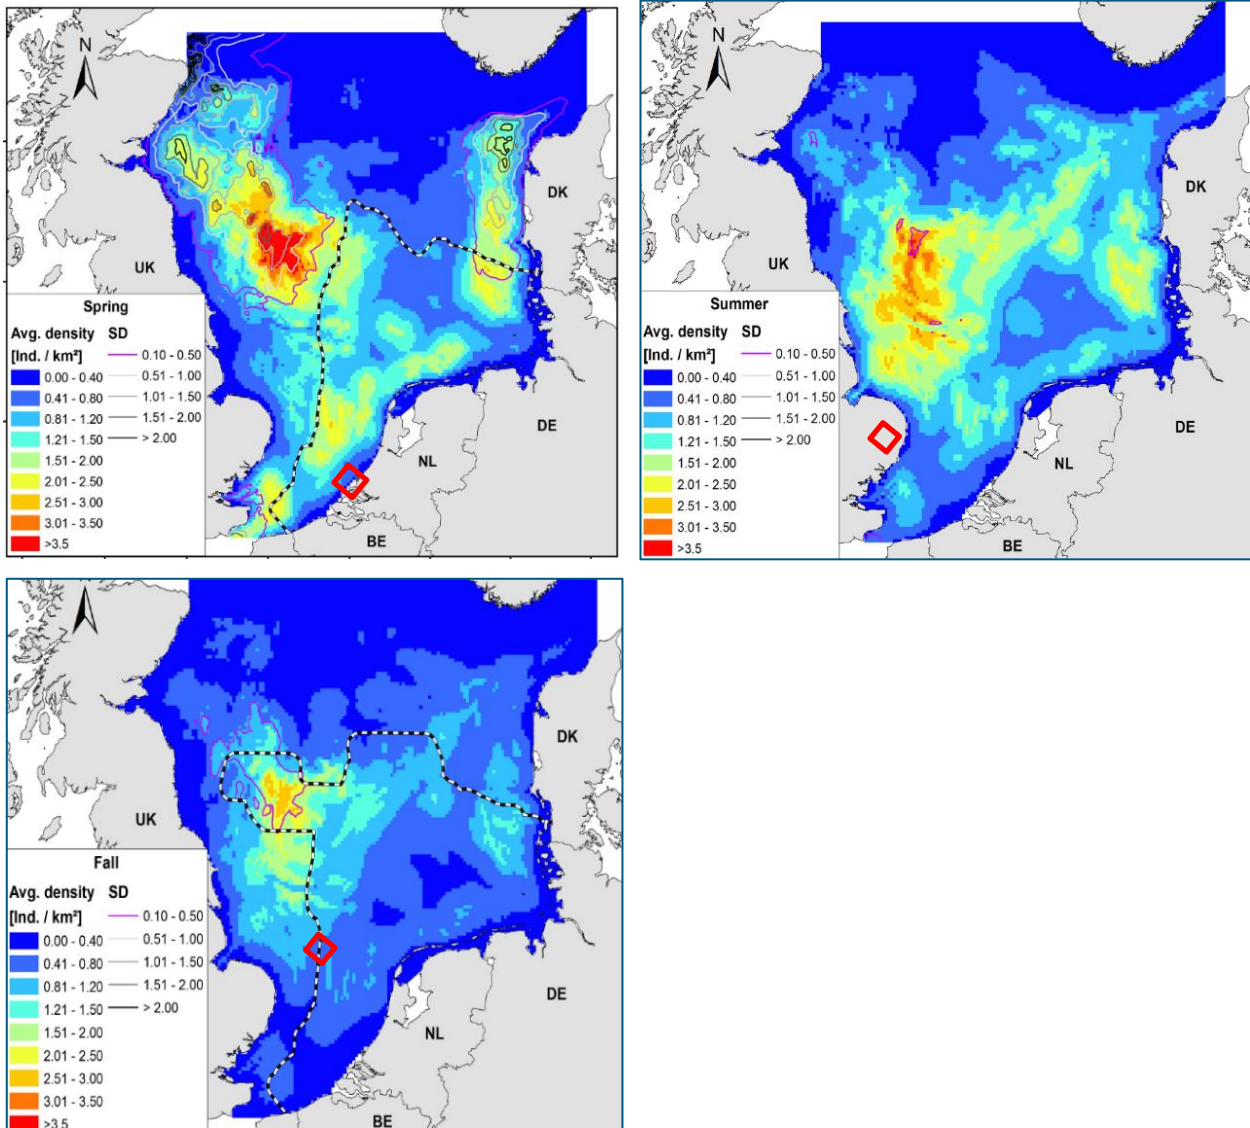 N
DK
UK
DE
NL
BE
Spring
Avg. density SD
[Ind. / km²] 0.10 - 0.50
0.00 - 0.40 0.51 - 1.00
0.41 - 0.80 1.01 - 1.50
0.81 - 1.20 1.51 - 2.00
1.21 - 1.50 > 2.00
1.51 - 2.00
2.01 - 2.50
2.51 - 3.00
3.01 - 3.50
>3.5
N
DK
UK
DE
NL
BE
Summer
Avg. density SD
[Ind. / km²] 0.10 - 0.50
0.00 - 0.40 0.51 - 1.00
0.41 - 0.80 1.01 - 1.50
0.81 - 1.20 1.51 - 2.00
1.21 - 1.50 > 2.00
1.51 - 2.00
2.01 - 2.50
2.51 - 3.00
3.01 - 3.50
>3.5
DK
UK
DE
NL
BE
Fall
Avg. density SD
[Ind. / km²] 0.10 - 0.50
0.00 - 0.40 0.51 - 1.00
0.41 - 0.80 1.01 - 1.50
0.81 - 1.20 1.51 - 2.00
1.21 - 1.50 > 2.00
1.51 - 2.00
2.01 - 2.50
2.51 - 3.00
3.01 - 3.50
>3.5